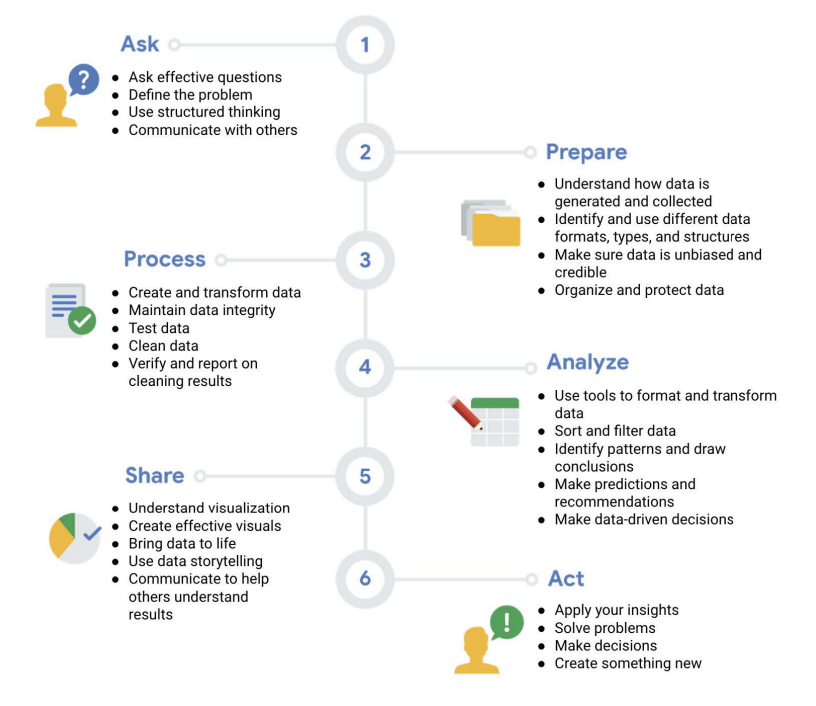 Ask
1
● Ask effective questions
● Define the problem
● Use structured thinking
● Communicate with others
?
2
Prepare
● Understand how data is
generated and collected
● Identify and use different data
formats, types, and structures
● Make sure data is unbiased and
credible
● Organize and protect data
Process
3
● Create and transform data
● Maintain data integrity
● Test data
● Clean data
● Verify and report on
cleaning results
4
Analyze
● Use tools to format and transform
data
● Sort and filter data
● Identify patterns and draw
conclusions
● Make predictions and
recommendations
● Make data-driven decisions
Share
5
● Understand visualization
● Create effective visuals
● Bring data to life
● Use data storytelling
● Communicate to help
others understand
results
6
Act
● Apply your insights
● Solve problems
● Make decisions
● Create something new
!